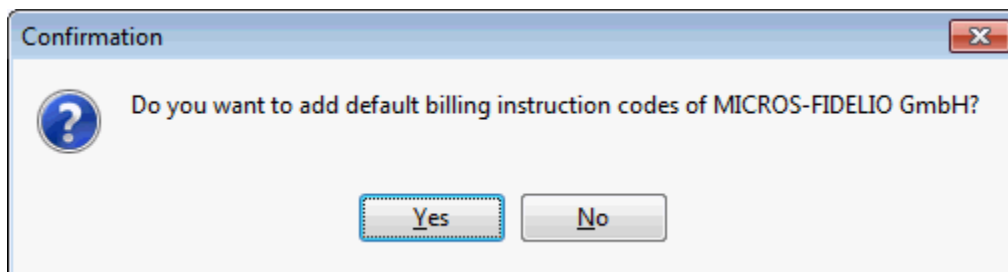 Confirmation
Do you want to add default billing instruction codes of MICROS-FIDELIO GmbH?
Yes
No